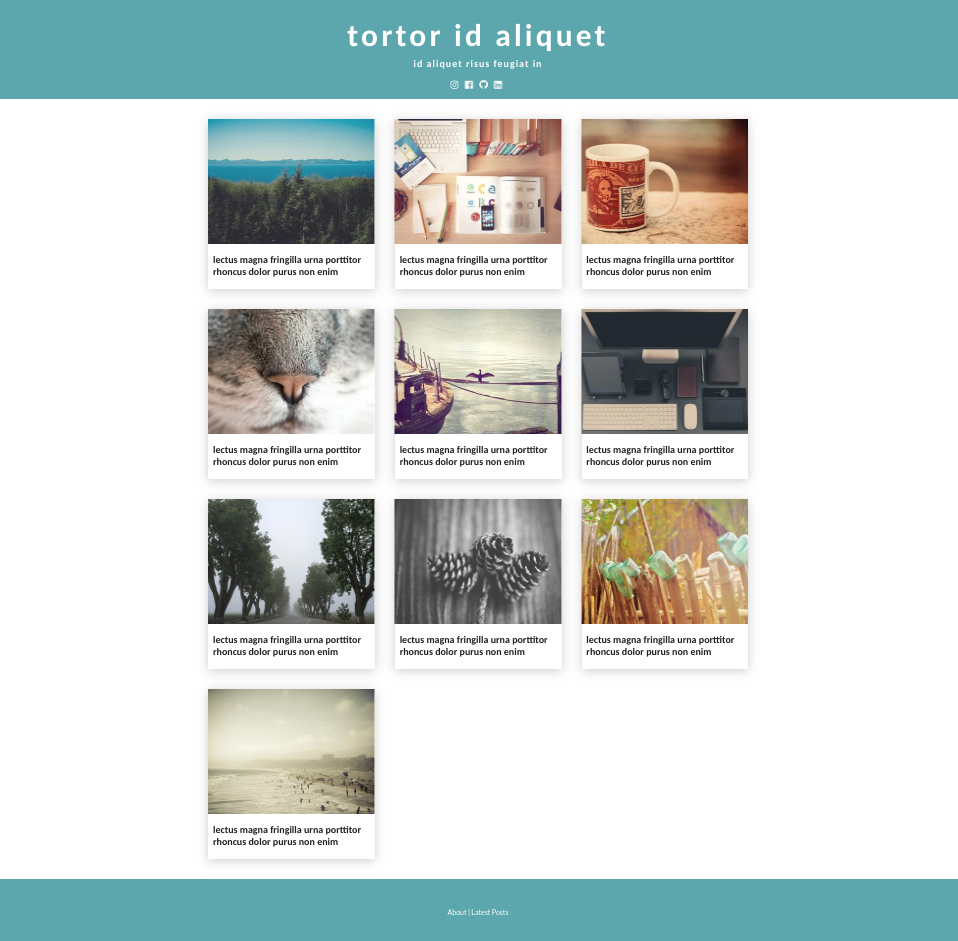 tortor id aliquet
id aliquet risus feugiat in
lectus magna fringilla urna porttitor
rhoncus dolor purus non enim
lectus magna fringilla urna porttitor
rhoncus dolor purus non enim
lectus magna fringilla urna porttitor
rhoncus dolor purus non enim
lectus magna fringilla urna porttitor
rhoncus dolor purus non enim
lectus magna fringilla urna porttitor
rhoncus dolor purus non enim
lectus magna fringilla urna porttitor
rhoncus dolor purus non enim
lectus magna fringilla urna porttitor
rhoncus dolor purus non enim
lectus magna fringilla urna porttitor
rhoncus dolor purus non enim
lectus magna fringilla urna porttitor
rhoncus dolor purus non enim
lectus magna fringilla urna porttitor
rhoncus dolor purus non enim
About | Latest Posts